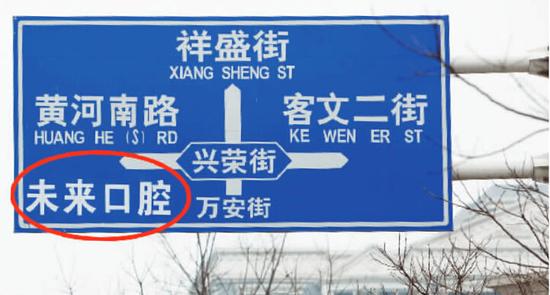 祥盛街
XIANG SHENG ST
黄河南路
HUANG HE (S) RD
客文二街
KE WEN ER ST
兴荣街
未来口腔
万安街